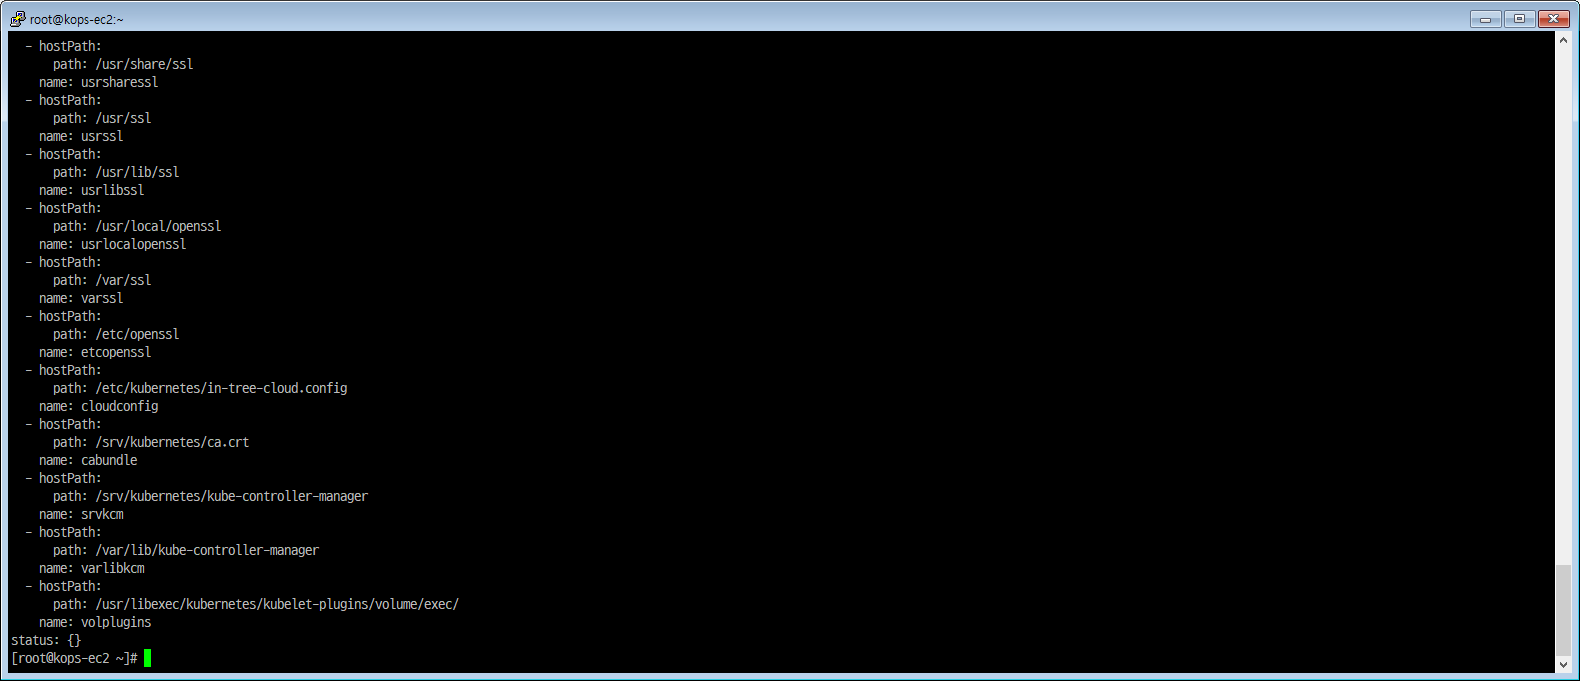 root@kops-ec2:~
  - hostPath:
      path: /usr/share/ssl
    name: usrsharessl
  - hostPath:
      path: /usr/ssl
    name: usrssl
  - hostPath:
      path: /usr/lib/ssl
    name: usrlibssl
  - hostPath:
      path: /usr/local/openssl
    name: usrlocalopenssl
  - hostPath:
      path: /var/ssl
    name: varssl
  - hostPath:
      path: /etc/openssl
    name: etcopenssl
  - hostPath:
      path: /etc/kubernetes/in-tree-cloud.config
    name: cloudconfig
  - hostPath:
      path: /srv/kubernetes/ca.crt
    name: cabundle
  - hostPath:
      path: /srv/kubernetes/kube-controller-manager
    name: srvkcm
  - hostPath:
      path: /var/lib/kube-controller-manager
    name: varlibkcm
  - hostPath:
      path: /usr/libexec/kubernetes/kubelet-plugins/volume/exec/
    name: volplugins
status: {}
[root@kops-ec2 ~]#